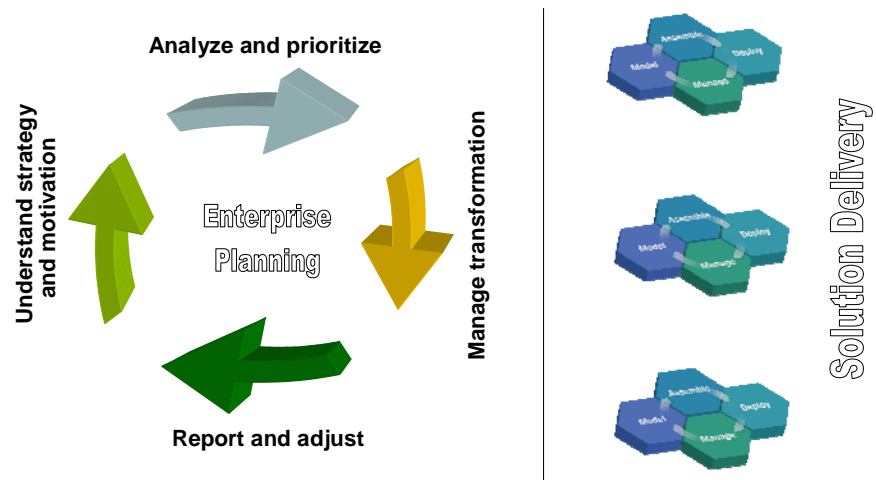 Analyze and prioritize
Understand strategy
and motivation
Enterprise
Planning
Manage transformation
Report and adjust
Assemble
Deploy
Model
Manage
Assemble
Deploy
Model
Manage
Assemble
Deploy
Model
Manage
Solution Delivery